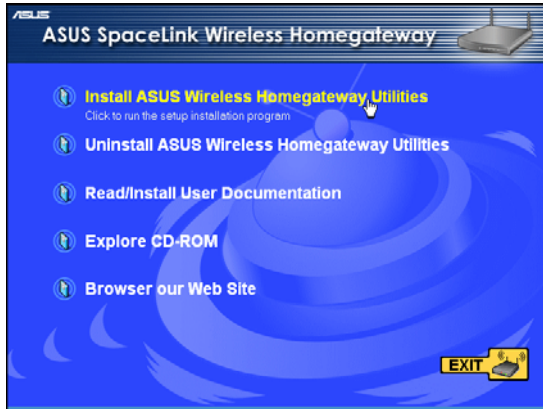 ASUS
ASUS SpaceLink Wireless Homegateway
Install ASUS Wireless Homegateway Utilities
Click to run the setup installation program
Uninstall ASUS Wireless Homegateway Utilities
Read/Install User Documentation
Explore CD-ROM
Browser our Web Site
EXIT